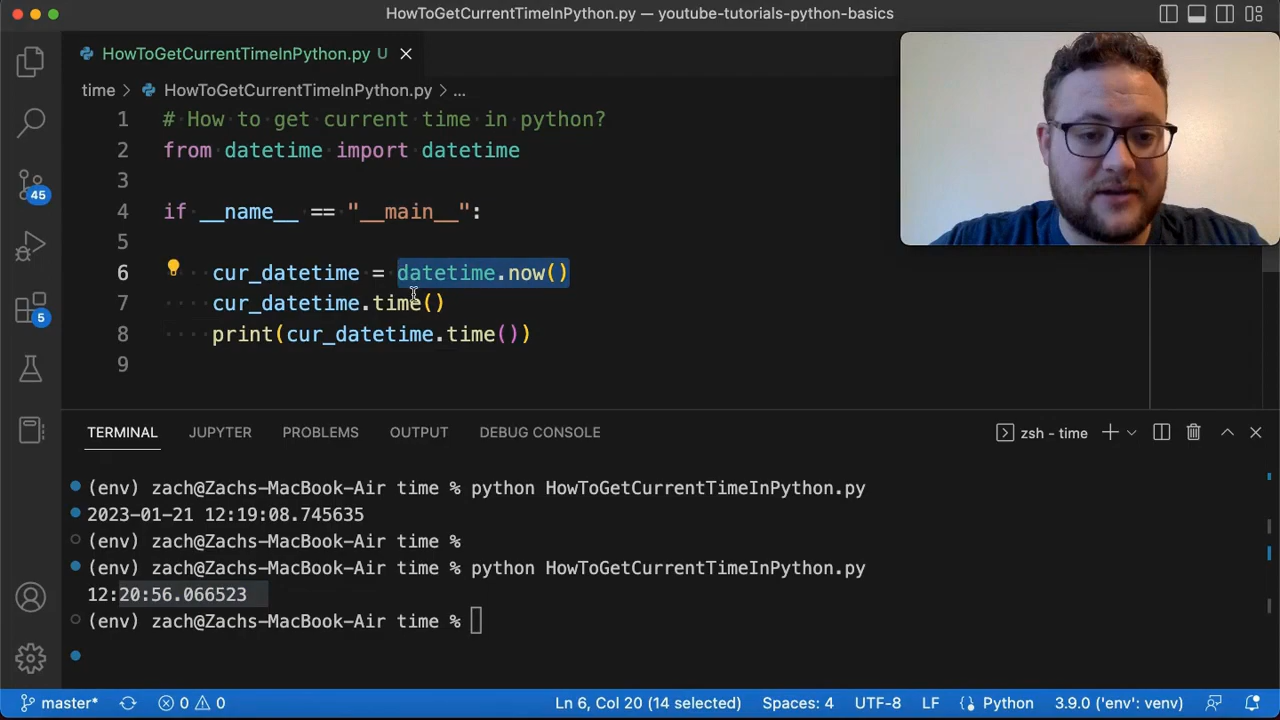 HowToGetCurrentTimeInPython.py — youtube-tutorials-python-basics
HowToGetCurrentTimeInPython.py U
time > HowToGetCurrentTimeInPython.py > ...
1 # How to get current time in python?
2 from datetime import datetime
3
4 if __name__ == "__main__":
5
6 cur_datetime = datetime.now()
7 cur_datetime.time()
8 print(cur_datetime.time())
9
45
5
TERMINAL JUPYTER PROBLEMS OUTPUT DEBUG CONSOLE zsh - time
(env) zach@Zachs-MacBook-Air time % python HowToGetCurrentTimeInPython.py
2023-01-21 12:19:08.745635
(env) zach@Zachs-MacBook-Air time %
(env) zach@Zachs-MacBook-Air time % python HowToGetCurrentTimeInPython.py
12:20:56.066523
(env) zach@Zachs-MacBook-Air time %
master* 0 0 Ln 6, Col 20 (14 selected) Spaces: 4 UTF-8 LF Python 3.9.0 ('env': venv)